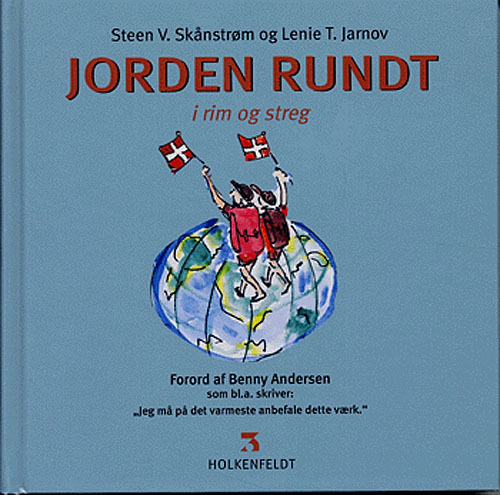 Steen V. Skånstrøm og Lenie T. Jarnov
JORDEN RUNDT
i rim og streg
Forord af Benny Andersen
som bl.a. skriver:
„Jeg må på det varmeste anbefale dette værk.“
3
HOLKENFELDT